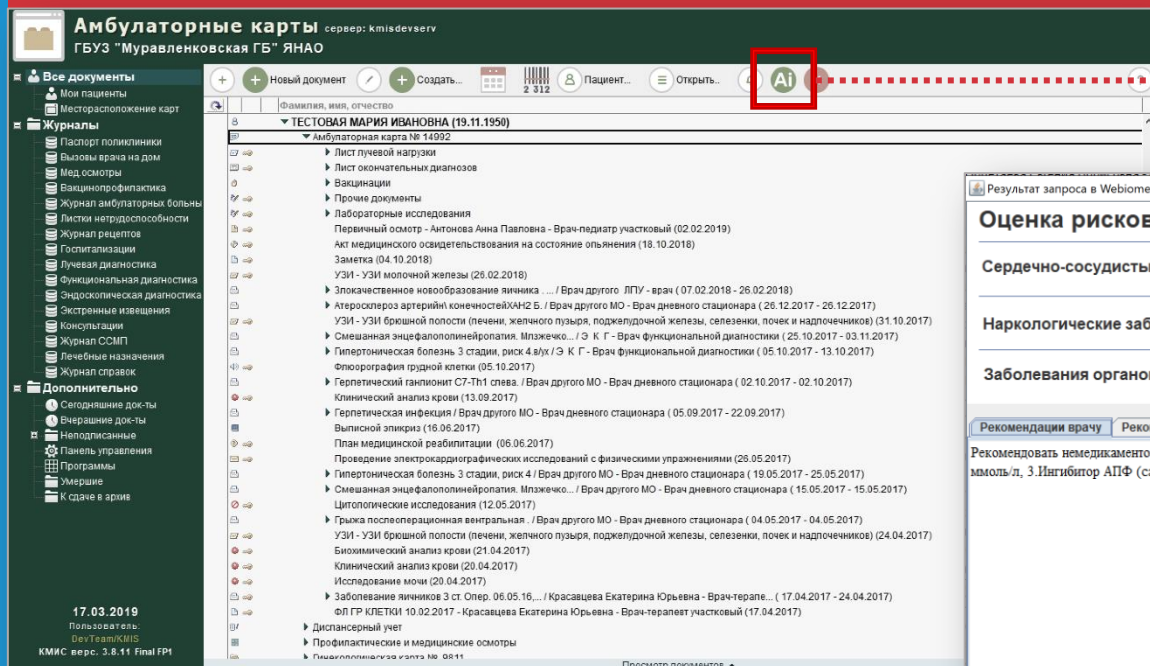 Амбулаторные карты сервер: kmisdevserv
ГБУЗ "Муравленковская ГБ" ЯНАО
Все документы
Мои пациенты
Месторасположение карт
Журналы
Паспорт поликлиники
Вызовы врача на дом
Мед.осмотры
Вакцинопрофилактика
Журнал амбулаторных больны
Листки нетрудоспособности
Журнал рецептов
Госпитализации
Лучевая диагностика
Функциональная диагностика
Эндоскопическая диагностика
Экстренные извещения
Консультации
Журнал ССМП
Лечебные назначения
Журнал справок
Дополнительно
Сегодняшние док-ты
Вчерашние док-ты
Неподписанные
Панель управления
Программы
Умершие
К сдаче в архив
17.03.2019
Пользователь:
DevTeam/KMIS
КМИС верс. 3.8.11 Final FP1
Новый документ Создать... 2 312 Пациент... Открыть.. Ai
Фамилия, имя, отчество
ТЕСТОВАЯ МАРИЯ ИВАНОВНА (19.11.1950)
Амбулаторная карта № 14992
Лист лучевой нагрузки
Лист окончательных диагнозов
Вакцинации
Прочие документы
Лабораторные исследования
Первичный осмотр - Антонова Анна Павловна - Врач-педиатр участковый (02.02.2019)
Акт медицинского освидетельствования на состояние опьянения (18.10.2018)
Заметка (04.10.2018)
УЗИ - УЗИ молочной железы (26.02.2018)
Злокачественное новообразование яичника .... / Врач другого ЛПУ - врач ( 07.02.2018 - 26.02.2018)
Атеросклероз артерийй\ конечностейХАН2 Б. / Врач другого МО - Врач дневного стационара ( 26.12.2017 - 26.12.2017)
УЗИ - УЗИ брюшной полости (печени, желчного пузыря, поджелудочной железы, селезенки, почек и надпочечников) (31.10.2017)
Смешанная энцефалополинейропатия. Млзжечко... / Э К Г - Врач функциональной диагностики ( 25.10.2017 - 03.11.2017)
Гипертоническая болезнь 3 стадии, риск 4.в/ух / Э К Г - Врач функциональной диагностики ( 05.10.2017 - 13.10.2017)
Флюорография грудной клетки (05.10.2017)
Герпетический ганлионит С7-Th1 слева. / Врач другого МО - Врач дневного стационара ( 02.10.2017 - 02.10.2017)
Клинический анализ крови (13.09.2017)
Герпетическая инфекция / Врач другого МО - Врач дневного стационара ( 05.09.2017 - 22.09.2017)
Выписной эпикриз (16.06.2017)
План медицинской реабилитации (06.06.2017)
Проведение электрокардиографических исследований с физическими упражнениями (26.05.2017)
Гипертоническая болезнь 3 стадии, риск 4 / Врач другого МО - Врач дневного стационара ( 19.05.2017 - 25.05.2017)
Смешанная энцефалополинейропатия. Млзжечко... / Врач другого МО - Врач дневного стационара ( 15.05.2017 - 15.05.2017)
Цитологические исследования (12.05.2017)
Грыжа послеоперационная вентральная . / Врач другого МО - Врач дневного стационара ( 04.05.2017 - 04.05.2017)
УЗИ - УЗИ брюшной полости (печени, желчного пузыря, поджелудочной железы, селезенки, почек и надпочечников) (24.04.2017)
Биохимический анализ крови (21.04.2017)
Клинический анализ крови (20.04.2017)
Исследование мочи (20.04.2017)
Заболевание яичников 3 ст. Опер. 06.05.16,... / Красавцева Екатерина Юрьевна - Врач-терапе... ( 17.04.2017 - 24.04.2017)
ФЛ ГР КЛЕТКИ 10.02.2017 - Красавцева Екатерина Юрьевна - Врач-терапевт участковый (17.04.2017)
Диспансерный учет
Профилактические и медицинские осмотры
Гинекологическая карта № 9811
Просмотр документов
Результат запроса в Webiome
Оценка рисков
Сердечно-сосудисты
Наркологические заб
Заболевания органо
Рекомендации врачу Реко
Рекомендовать немедикаменто
ммоль/л, 3.Ингибитор АПФ (са